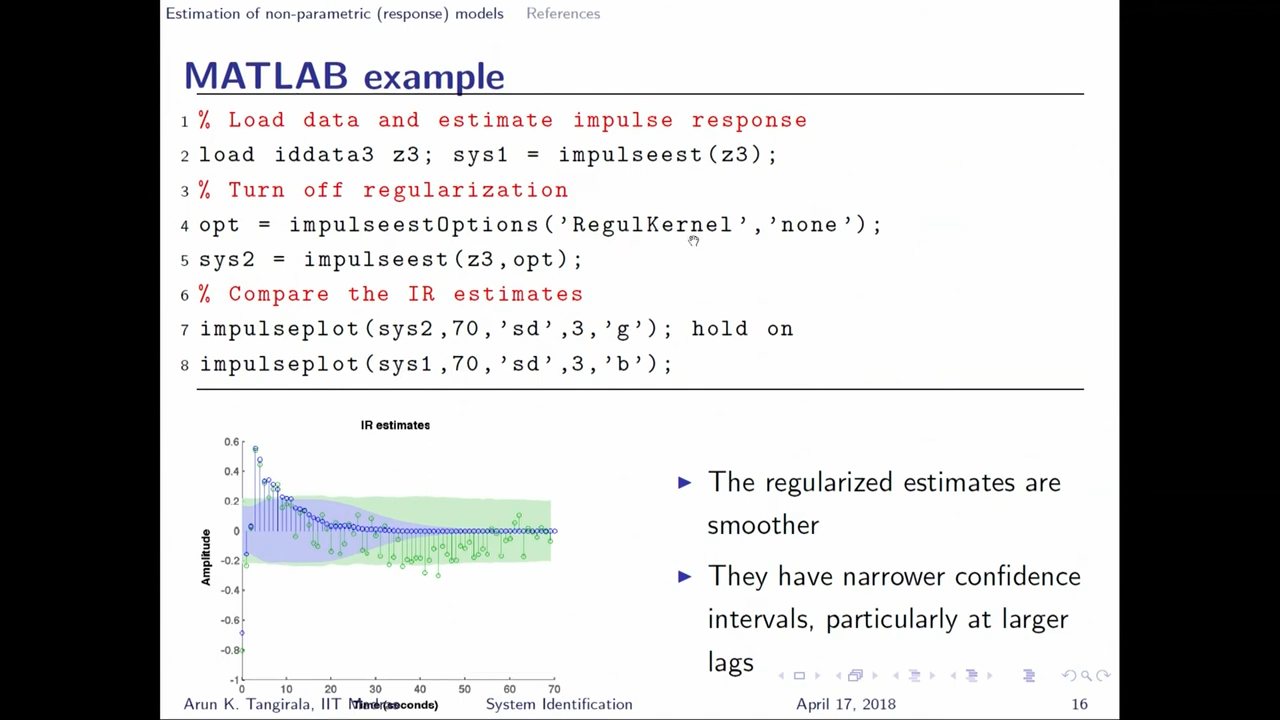 Estimation of non-parametric (response) models References
MATLAB example
1 % Load data and estimate impulse response
2 load iddata3 z3; sys1 = impulseest(z3);
3 % Turn off regularization
4 opt = impulseestOptions('RegulKernel','none');
5 sys2 = impulseest(z3,opt);
6 % Compare the IR estimates
7 impulseplot(sys2,70,'sd',3,'g'); hold on
8 impulseplot(sys1,70,'sd',3,'b');
IR estimates
0.6
0.4
0.2
0
-0.2
-0.4
-0.6
-0.8
-1
Amplitude
0 10 20 30 40 50 60 70
Time (seconds)
▶ The regularized estimates are
smoother
▶ They have narrower confidence
intervals, particularly at larger
lags
Arun K. Tangirala, IIT Madras System Identification April 17, 2018 16